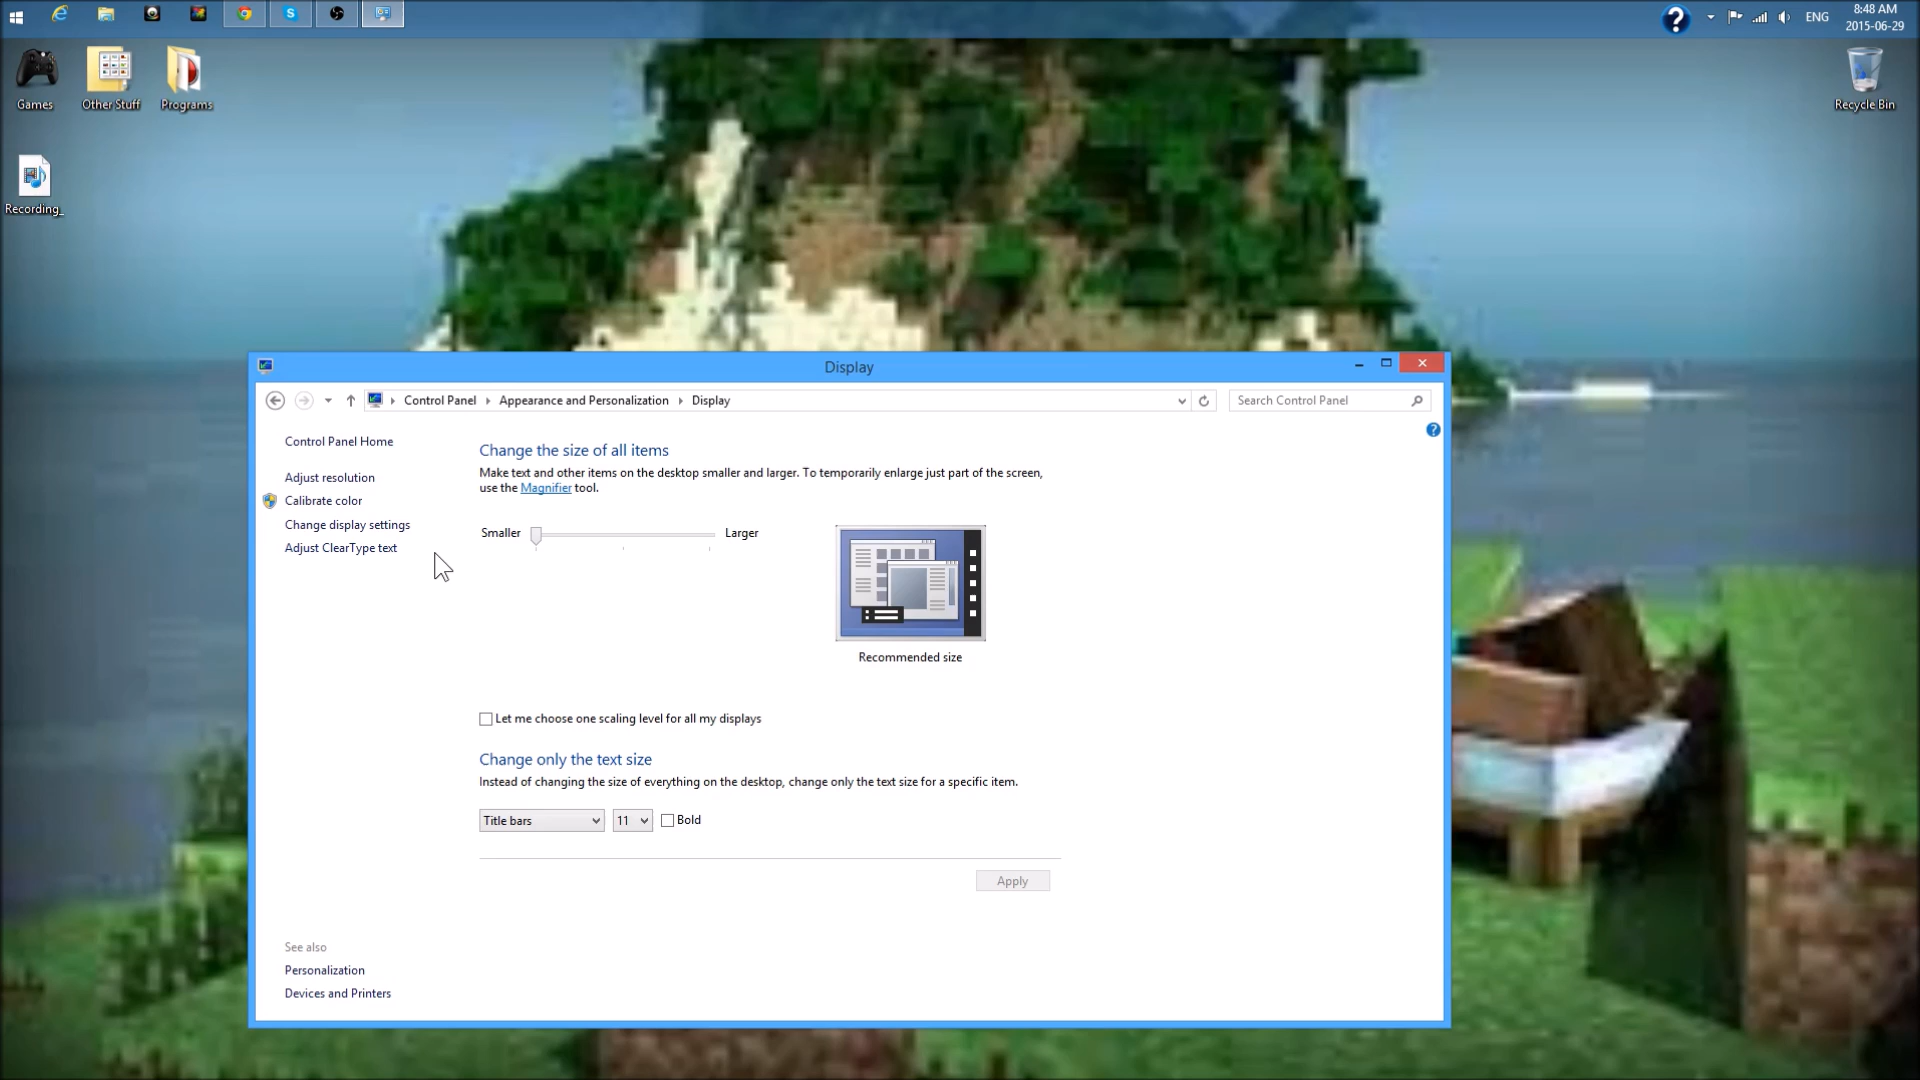 ENG
8:48 AM
2015-06-29
Games
Other Stuff
Programs
Recycle Bin
Recording_
Display
Control Panel
Appearance and Personalization
Display
Search Control Panel
Control Panel Home
Adjust resolution
Calibrate color
Change display settings
Adjust ClearType text
Change the size of all items
Make text and other items on the desktop smaller and larger. To temporarily enlarge just part of the screen,
use the Magnifier tool.
Smaller
Larger
Recommended size
Let me choose one scaling level for all my displays
Change only the text size
Instead of changing the size of everything on the desktop, change only the text size for a specific item.
Title bars
11
Bold
Apply
See also
Personalization
Devices and Printers